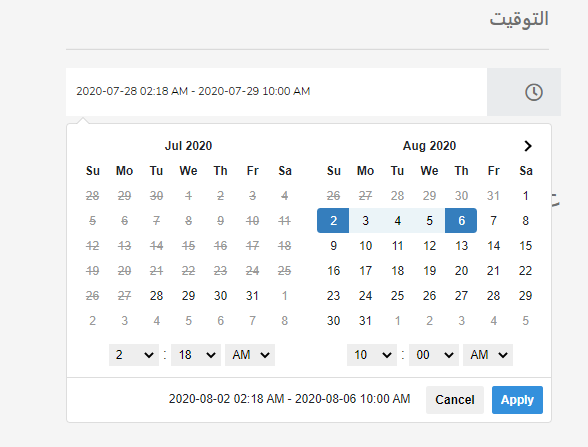 التوقيت
2020-07-28 02:18 AM - 2020-07-29 10:00 AM
Jul 2020 Aug 2020
Su Mo Tu We Th Fr Sa Su Mo Tu We Th Fr Sa
28 29 30 1 2 3 4 26 27 28 29 30 31 1
5 6 7 8 9 10 11 2 3 4 5 6 7 8
12 13 14 15 16 17 18 9 10 11 12 13 14 15
19 20 21 22 23 24 25 16 17 18 19 20 21 22
26 27 28 29 30 31 1 23 24 25 26 27 28 29
2 3 4 5 6 7 8 30 31 1 2 3 4 5
2 : 18 AM 10 : 00 AM
2020-08-02 02:18 AM - 2020-08-06 10:00 AM Cancel Apply